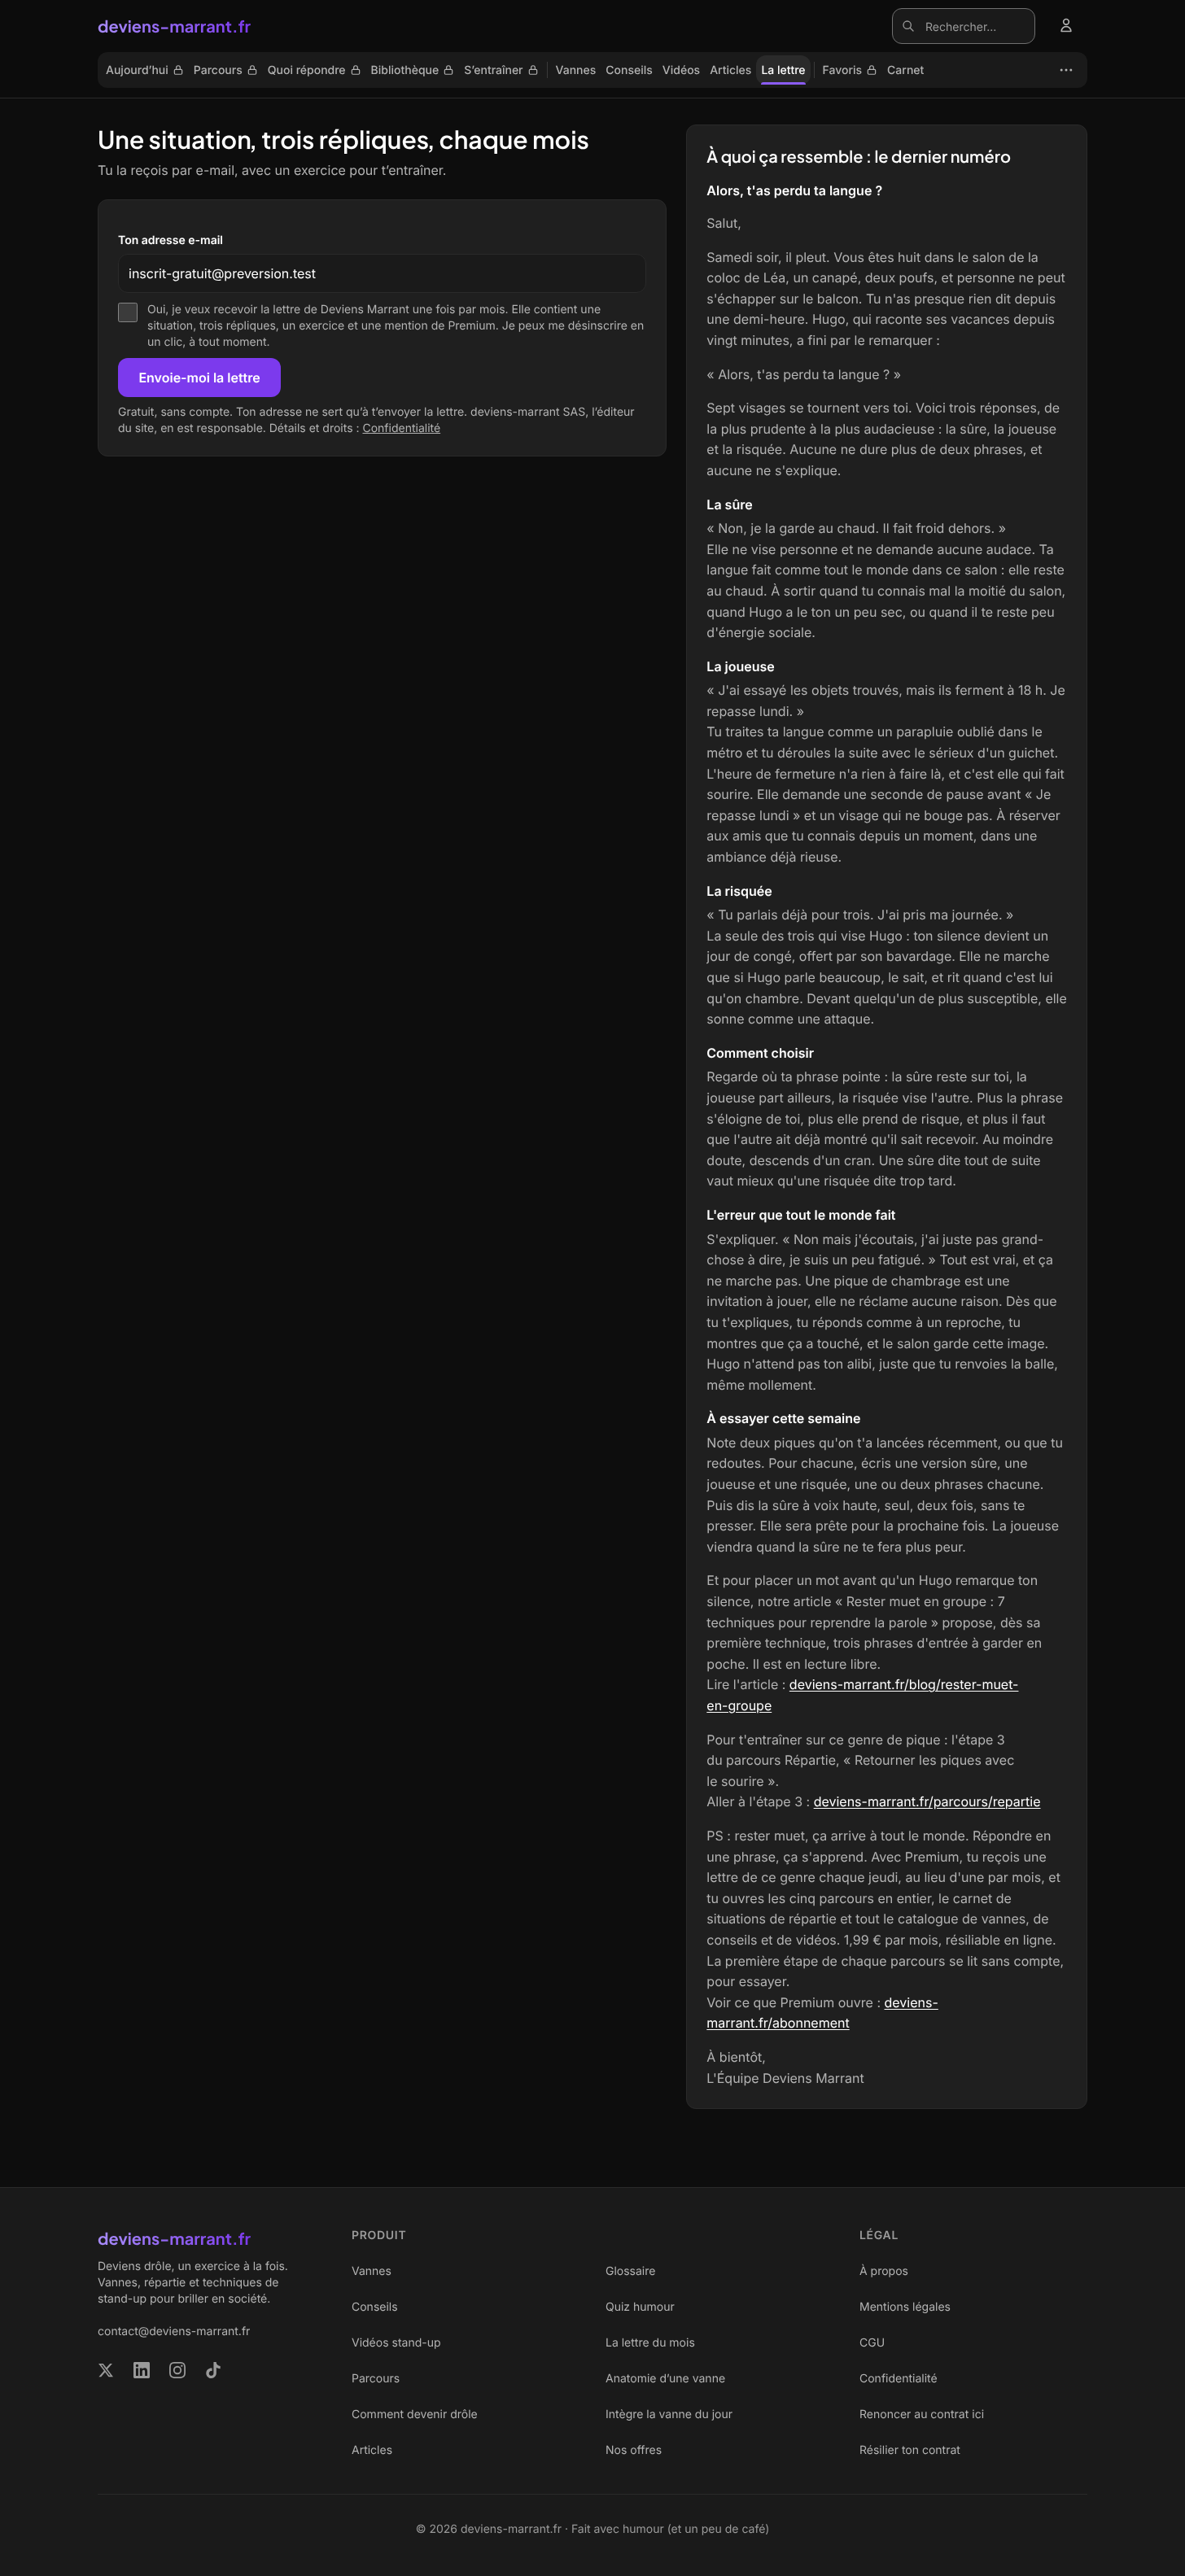 deviens-marrant.fr
Rechercher...
Aujourd’hui Parcours Quoi répondre Bibliothèque S’entraîner Vannes Conseils Vidéos Articles La lettre Favoris Carnet
Une situation, trois répliques, chaque mois
Tu la reçois par e-mail, avec un exercice pour t’entraîner.
Ton adresse e-mail
inscrit-gratuit@preversion.test
Oui, je veux recevoir la lettre de Deviens Marrant une fois par mois. Elle contient une
situation, trois répliques, un exercice et une mention de Premium. Je peux me désinscrire en
un clic, à tout moment.
Envoie-moi la lettre
Gratuit, sans compte. Ton adresse ne sert qu’à t’envoyer la lettre. deviens-marrant SAS, l’éditeur
du site, en est responsable. Détails et droits : Confidentialité
À quoi ça ressemble : le dernier numéro
Alors, t'as perdu ta langue ?
Salut,
Samedi soir, il pleut. Vous êtes huit dans le salon de la
coloc de Léa, un canapé, deux poufs, et personne ne peut
s'échapper sur le balcon. Tu n'as presque rien dit depuis
une demi-heure. Hugo, qui raconte ses vacances depuis
vingt minutes, a fini par le remarquer :
« Alors, t'as perdu ta langue ? »
Sept visages se tournent vers toi. Voici trois réponses, de
la plus prudente à la plus audacieuse : la sûre, la joueuse
et la risquée. Aucune ne dure plus de deux phrases, et
aucune ne s'explique.
La sûre
« Non, je la garde au chaud. Il fait froid dehors. »
Elle ne vise personne et ne demande aucune audace. Ta
langue fait comme tout le monde dans ce salon : elle reste
au chaud. À sortir quand tu connais mal la moitié du salon,
quand Hugo a le ton un peu sec, ou quand il te reste peu
d'énergie sociale.
La joueuse
« J'ai essayé les objets trouvés, mais ils ferment à 18 h. Je
repasse lundi. »
Tu traites ta langue comme un parapluie oublié dans le
métro et tu déroules la suite avec le sérieux d'un guichet.
L'heure de fermeture n'a rien à faire là, et c'est elle qui fait
sourire. Elle demande une seconde de pause avant « Je
repasse lundi » et un visage qui ne bouge pas. À réserver
aux amis que tu connais depuis un moment, dans une
ambiance déjà rieuse.
La risquée
« Tu parlais déjà pour trois. J'ai pris ma journée. »
La seule des trois qui vise Hugo : ton silence devient un
jour de congé, offert par son bavardage. Elle ne marche
que si Hugo parle beaucoup, le sait, et rit quand c'est lui
qu'on chambre. Devant quelqu'un de plus susceptible, elle
sonne comme une attaque.
Comment choisir
Regarde où ta phrase pointe : la sûre reste sur toi, la
joueuse part ailleurs, la risquée vise l'autre. Plus la phrase
s'éloigne de toi, plus elle prend de risque, et plus il faut
que l'autre ait déjà montré qu'il sait recevoir. Au moindre
doute, descends d'un cran. Une sûre dite tout de suite
vaut mieux qu'une risquée dite trop tard.
L'erreur que tout le monde fait
S'expliquer. « Non mais j'écoutais, j'ai juste pas grand-
chose à dire, je suis un peu fatigué. » Tout est vrai, et ça
ne marche pas. Une pique de chambrage est une
invitation à jouer, elle ne réclame aucune raison. Dès que
tu t'expliques, tu réponds comme à un reproche, tu
montres que ça a touché, et le salon garde cette image.
Hugo n'attend pas ton alibi, juste que tu renvoies la balle,
même mollement.
À essayer cette semaine
Note deux piques qu'on t'a lancées récemment, ou que tu
redoutes. Pour chacune, écris une version sûre, une
joueuse et une risquée, une ou deux phrases chacune.
Puis dis la sûre à voix haute, seul, deux fois, sans te
presser. Elle sera prête pour la prochaine fois. La joueuse
viendra quand la sûre ne te fera plus peur.
Et pour placer un mot avant qu'un Hugo remarque ton
silence, notre article « Rester muet en groupe : 7
techniques pour reprendre la parole » propose, dès sa
première technique, trois phrases d'entrée à garder en
poche. Il est en lecture libre.
Lire l'article : deviens-marrant.fr/blog/rester-muet-
en-groupe
Pour t'entraîner sur ce genre de pique : l'étape 3
du parcours Répartie, « Retourner les piques avec
le sourire ».
Aller à l'étape 3 : deviens-marrant.fr/parcours/repartie
PS : rester muet, ça arrive à tout le monde. Répondre en
une phrase, ça s'apprend. Avec Premium, tu reçois une
lettre de ce genre chaque jeudi, au lieu d'une par mois, et
tu ouvres les cinq parcours en entier, le carnet de
situations de répartie et tout le catalogue de vannes, de
conseils et de vidéos. 1,99 € par mois, résiliable en ligne.
La première étape de chaque parcours se lit sans compte,
pour essayer.
Voir ce que Premium ouvre : deviens-
marrant.fr/abonnement
À bientôt,
L'Équipe Deviens Marrant
deviens-marrant.fr
Deviens drôle, un exercice à la fois.
Vannes, répartie et techniques de
stand-up pour briller en société.
contact@deviens-marrant.fr
PRODUIT
Vannes
Conseils
Vidéos stand-up
Parcours
Comment devenir drôle
Articles
Glossaire
Quiz humour
La lettre du mois
Anatomie d’une vanne
Intègre la vanne du jour
Nos offres
LÉGAL
À propos
Mentions légales
CGU
Confidentialité
Renoncer au contrat ici
Résilier ton contrat
© 2026 deviens-marrant.fr · Fait avec humour (et un peu de café)